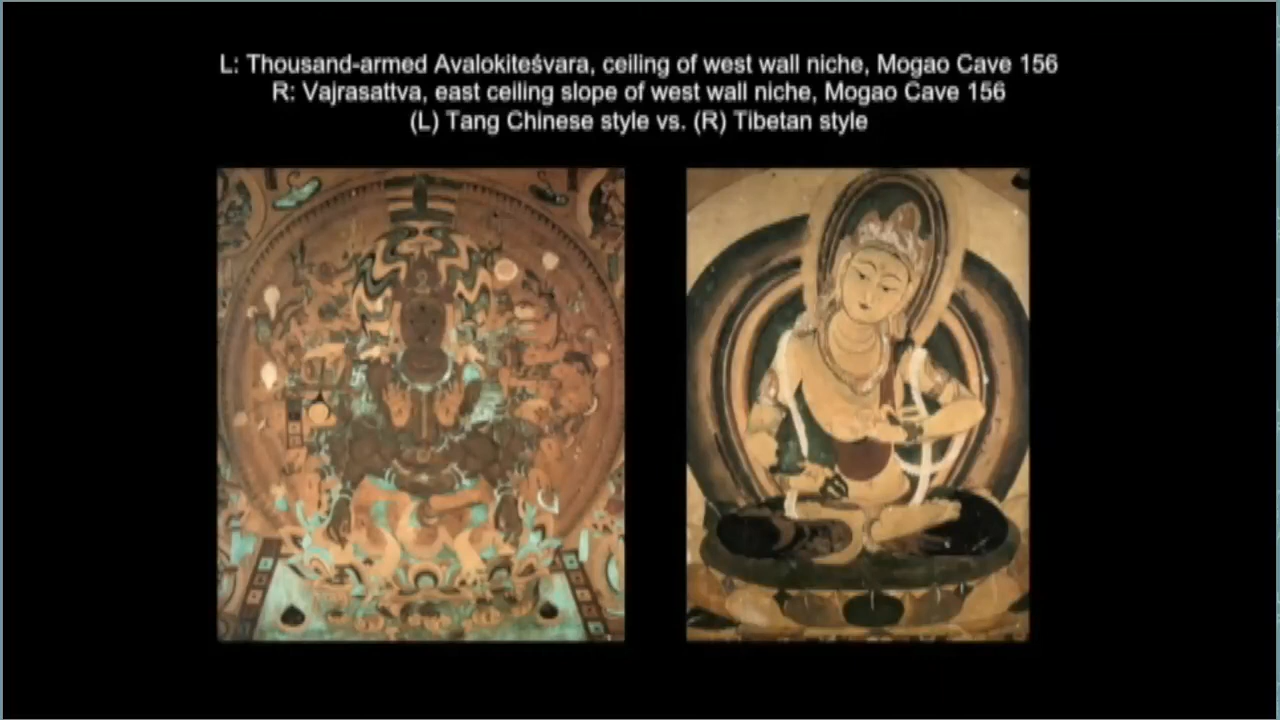 L: Thousand-armed Avalokiteśvara, ceiling of west wall niche, Mogao Cave 156
R: Vajrasattva, east ceiling slope of west wall niche, Mogao Cave 156
(L) Tang Chinese style vs. (R) Tibetan style